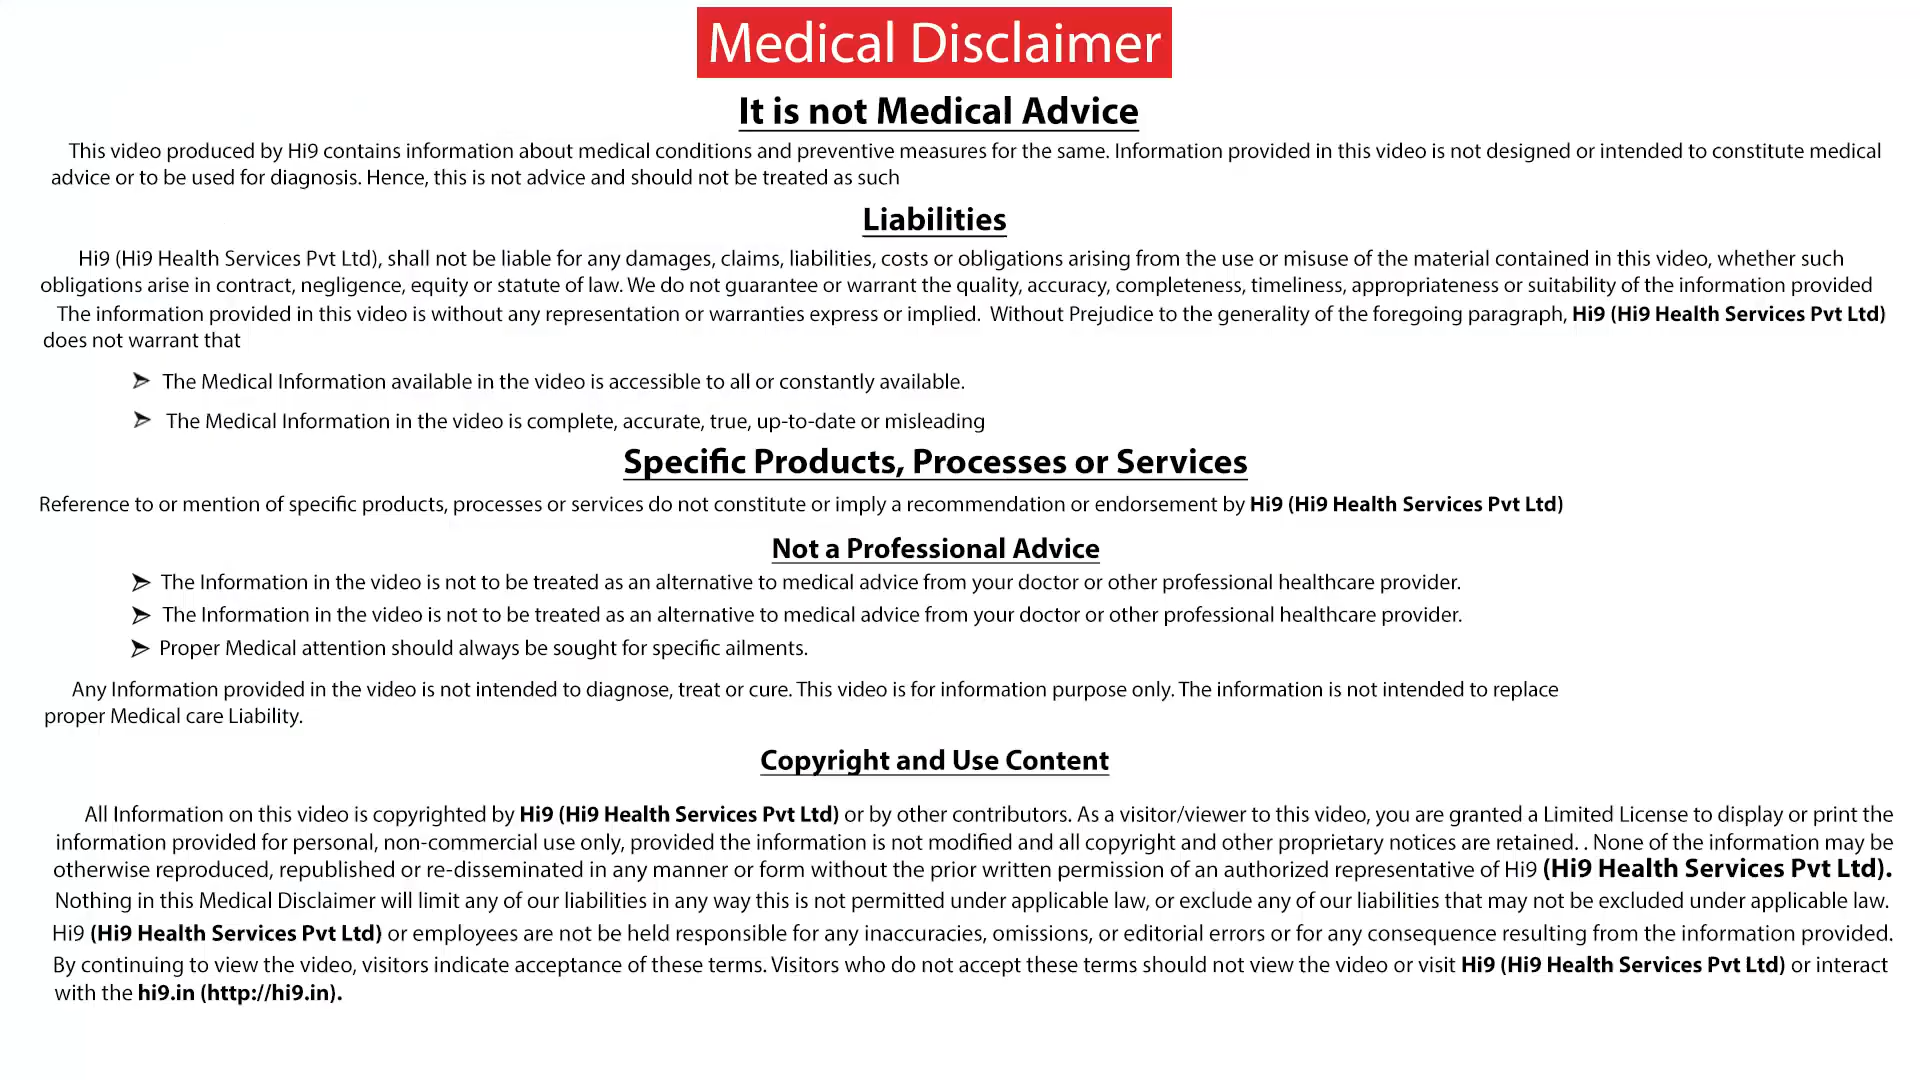 Medical Disclaimer
It is not Medical Advice
This video produced by Hi9 contains information about medical conditions and preventive measures for the same. Information provided in this video is not designed or intended to constitute medical
advice or to be used for diagnosis. Hence, this is not advice and should not be treated as such
Liabilities
Hi9 (Hi9 Health Services Pvt Ltd), shall not be liable for any damages, claims, liabilities, costs or obligations arising from the use or misuse of the material contained in this video, whether such
obligations arise in contract, negligence, equity or statute of law. We do not guarantee or warrant the quality, accuracy, completeness, timeliness, appropriateness or suitability of the information provided
The information provided in this video is without any representation or warranties express or implied. Without Prejudice to the generality of the foregoing paragraph, Hi9 (Hi9 Health Services Pvt Ltd)
does not warrant that
➢ The Medical Information available in the video is accessible to all or constantly available.
➢ The Medical Information in the video is complete, accurate, true, up-to-date or misleading
Specific Products, Processes or Services
Reference to or mention of specific products, processes or services do not constitute or imply a recommendation or endorsement by Hi9 (Hi9 Health Services Pvt Ltd)
Not a Professional Advice
➢ The Information in the video is not to be treated as an alternative to medical advice from your doctor or other professional healthcare provider.
➢ The Information in the video is not to be treated as an alternative to medical advice from your doctor or other professional healthcare provider.
➢ Proper Medical attention should always be sought for specific ailments.
Any Information provided in the video is not intended to diagnose, treat or cure. This video is for information purpose only. The information is not intended to replace
proper Medical care Liability.
Copyright and Use Content
All Information on this video is copyrighted by Hi9 (Hi9 Health Services Pvt Ltd) or by other contributors. As a visitor/viewer to this video, you are granted a Limited License to display or print the
information provided for personal, non-commercial use only, provided the information is not modified and all copyright and other proprietary notices are retained. . None of the information may be
otherwise reproduced, republished or re-disseminated in any manner or form without the prior written permission of an authorized representative of Hi9 (Hi9 Health Services Pvt Ltd).
Nothing in this Medical Disclaimer will limit any of our liabilities in any way this is not permitted under applicable law, or exclude any of our liabilities that may not be excluded under applicable law.
Hi9 (Hi9 Health Services Pvt Ltd) or employees are not be held responsible for any inaccuracies, omissions, or editorial errors or for any consequence resulting from the information provided.
By continuing to view the video, visitors indicate acceptance of these terms. Visitors who do not accept these terms should not view the video or visit Hi9 (Hi9 Health Services Pvt Ltd) or interact
with the hi9.in (http://hi9.in).